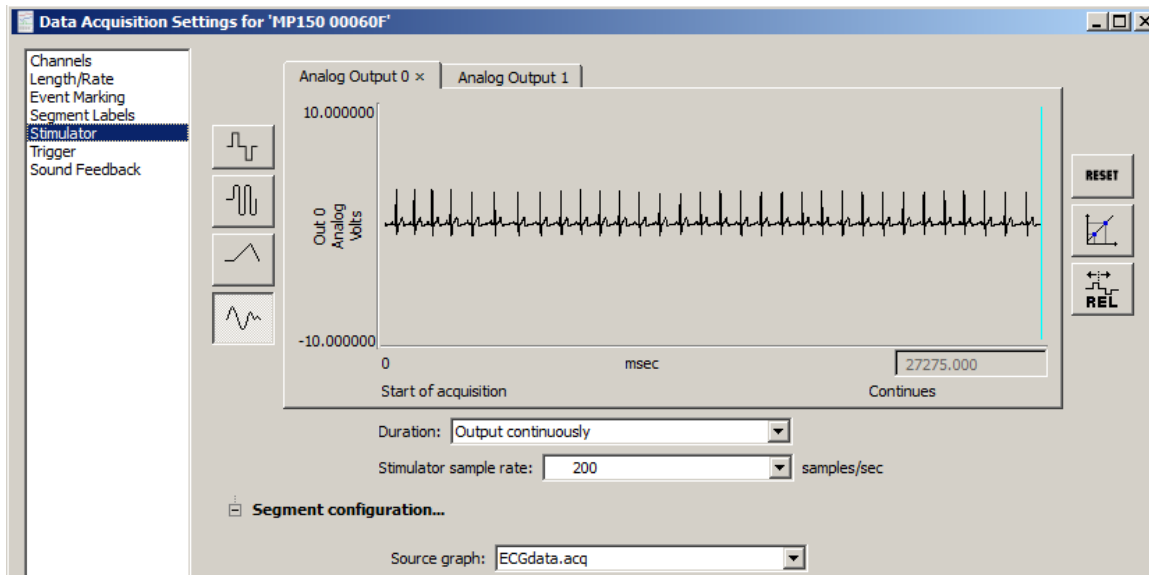 Data Acquisition Settings for 'MP150 00060F'
Channels
Length/Rate
Event Marking
Segment Labels
Stimulator
Trigger
Sound Feedback
Analog Output 0 ×
Analog Output 1
10.000000
Out 0
Analog
Volts
-10.000000
0
msec
27275.000
Start of acquisition
Continues
RESET
REL
Duration: Output continuously
Stimulator sample rate: 200 samples/sec
Segment configuration...
Source graph: ECGdata.acq